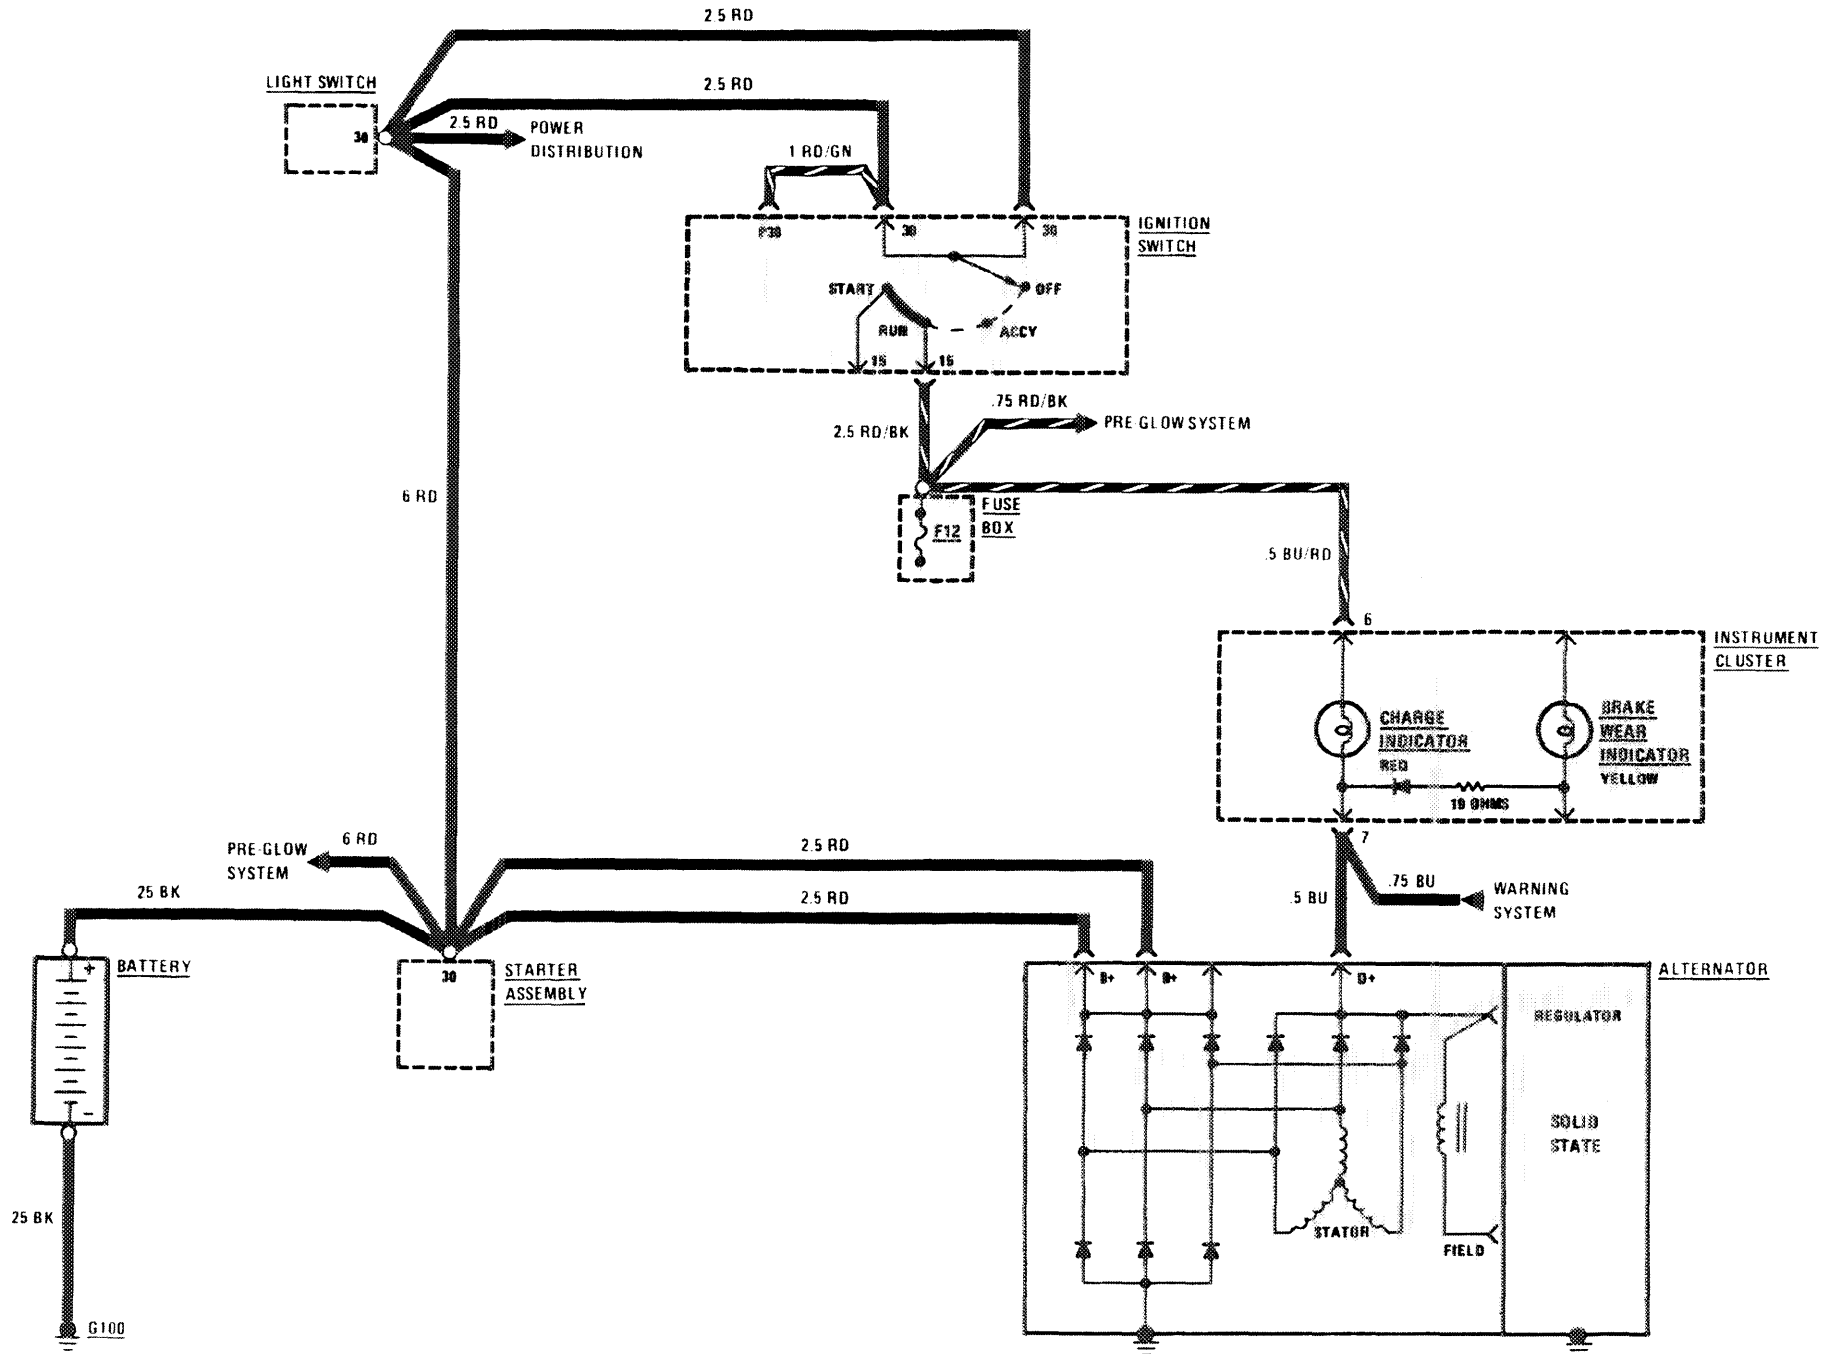 2.5 RD
LIGHT SWITCH
30
2.5 RD
2.5 RD
POWER
DISTRIBUTION
1 RD/GN
P30
30
30
IGNITION
SWITCH
START
OFF
RUN
ACCY
15
15
2.5 RD/BK
.75 RD/BK
PRE GLOW SYSTEM
6 RD
FUSE
BOX
F12
.5 BU/RD
6
INSTRUMENT
CLUSTER
CHARGE
INDICATOR
RED
BRAKE
WEAR
INDICATOR
YELLOW
10 OHMS
7
.75 BU
WARNING
SYSTEM
.5 BU
PRE-GLOW
SYSTEM
6 RD
2.5 RD
25 BK
2.5 RD
BATTERY
+
-
30
STARTER
ASSEMBLY
B+
B+
D+
ALTERNATOR
REGULATOR
SOLID
STATE
STATOR
FIELD
25 BK
G100